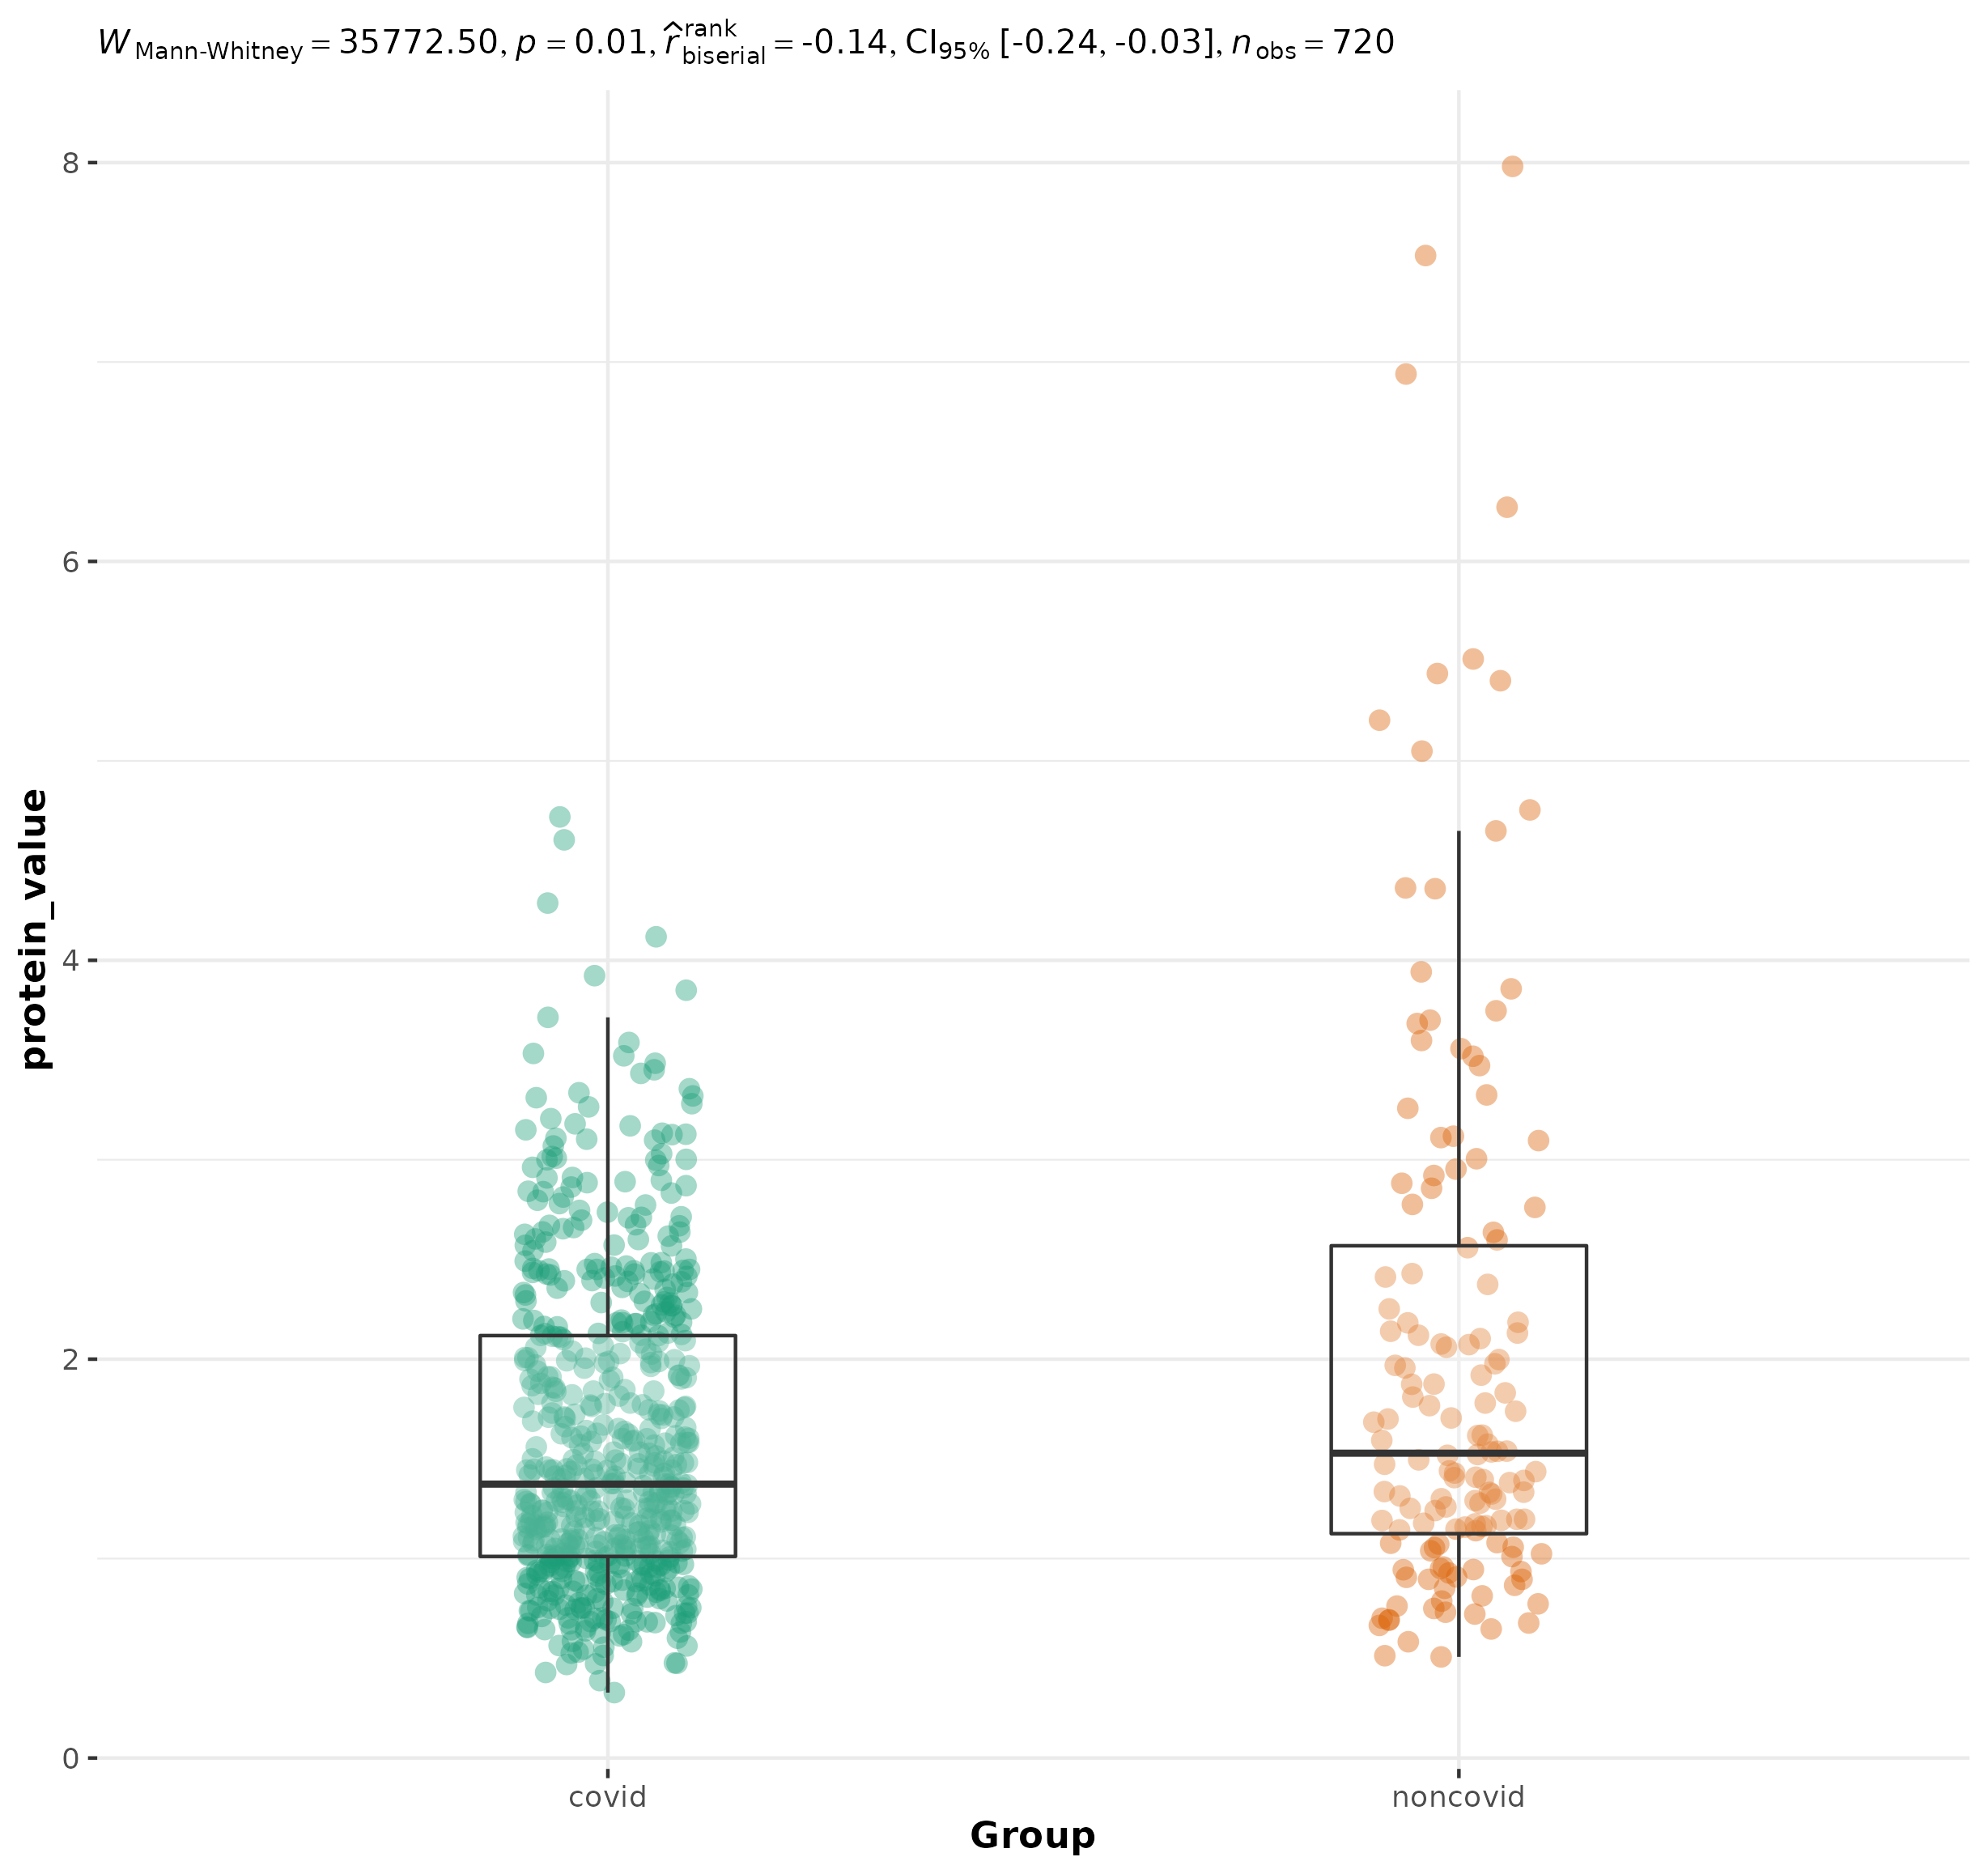 W Mann-Whitney = 35772.50, p = 0.01, r̂ rank biserial = -0.14, CI95% [-0.24, -0.03], n obs = 720
8
6
4
2
0
protein_value
covid noncovid
Group